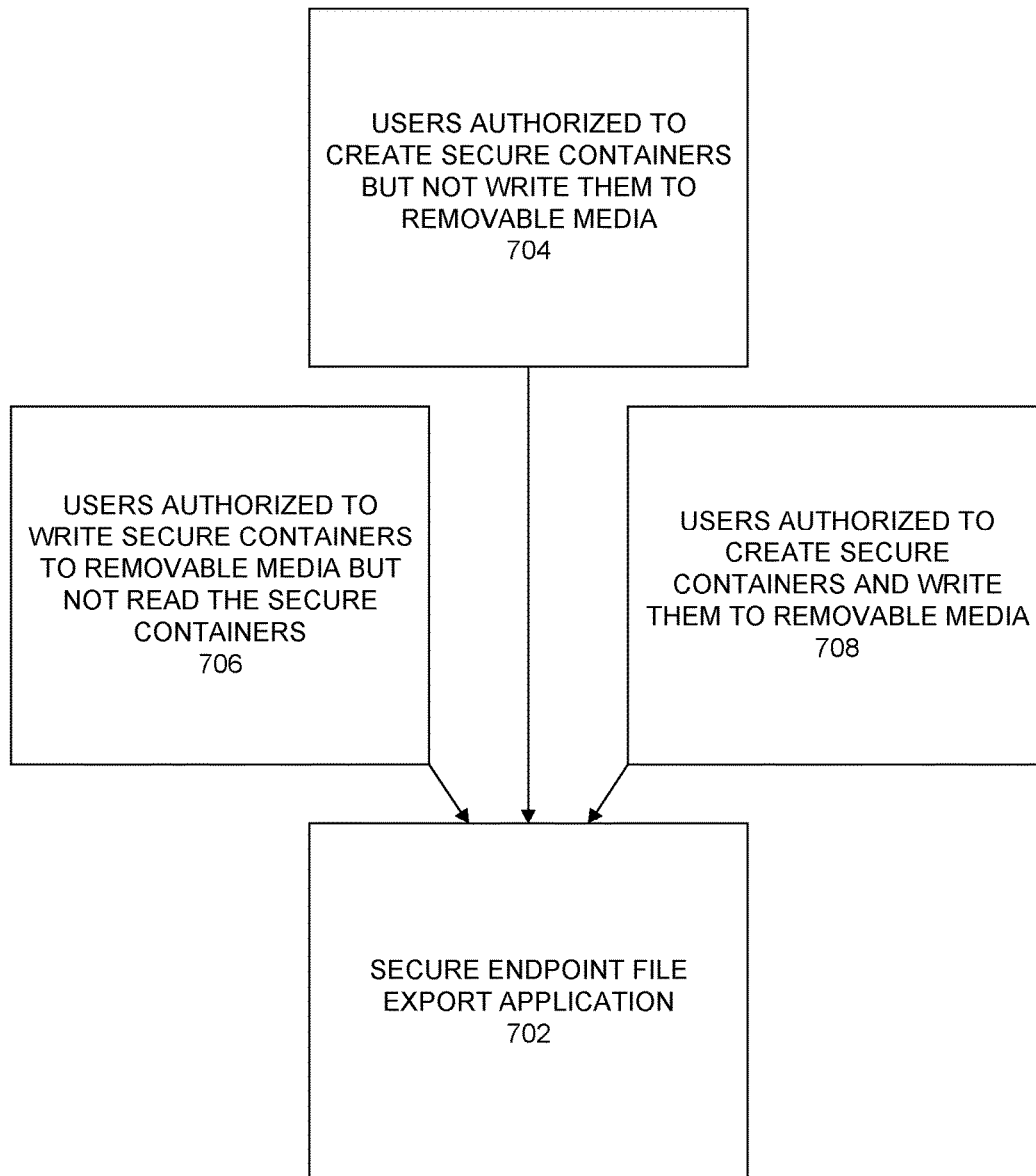 USERS AUTHORIZED TO
CREATE SECURE CONTAINERS
BUT NOT WRITE THEM TO
REMOVABLE MEDIA
704
USERS AUTHORIZED TO
WRITE SECURE CONTAINERS
TO REMOVABLE MEDIA BUT
NOT READ THE SECURE
CONTAINERS
706
USERS AUTHORIZED TO
CREATE SECURE
CONTAINERS AND WRITE
THEM TO REMOVABLE MEDIA
708
SECURE ENDPOINT FILE
EXPORT APPLICATION
702